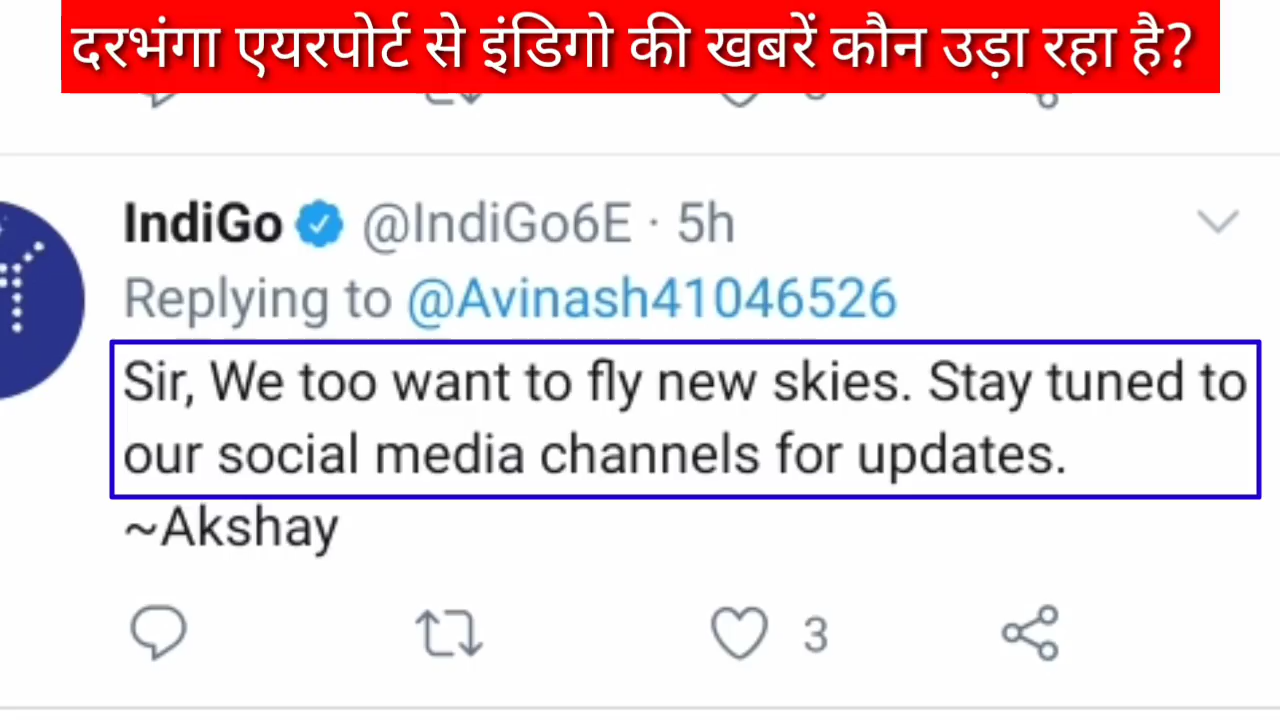 दरभंगा एयरपोर्ट से इंडिगो की खबरें कौन उड़ा रहा है?
IndiGo @IndiGo6E · 5h
Replying to @Avinash41046526
Sir, We too want to fly new skies. Stay tuned to
our social media channels for updates.
~Akshay
3